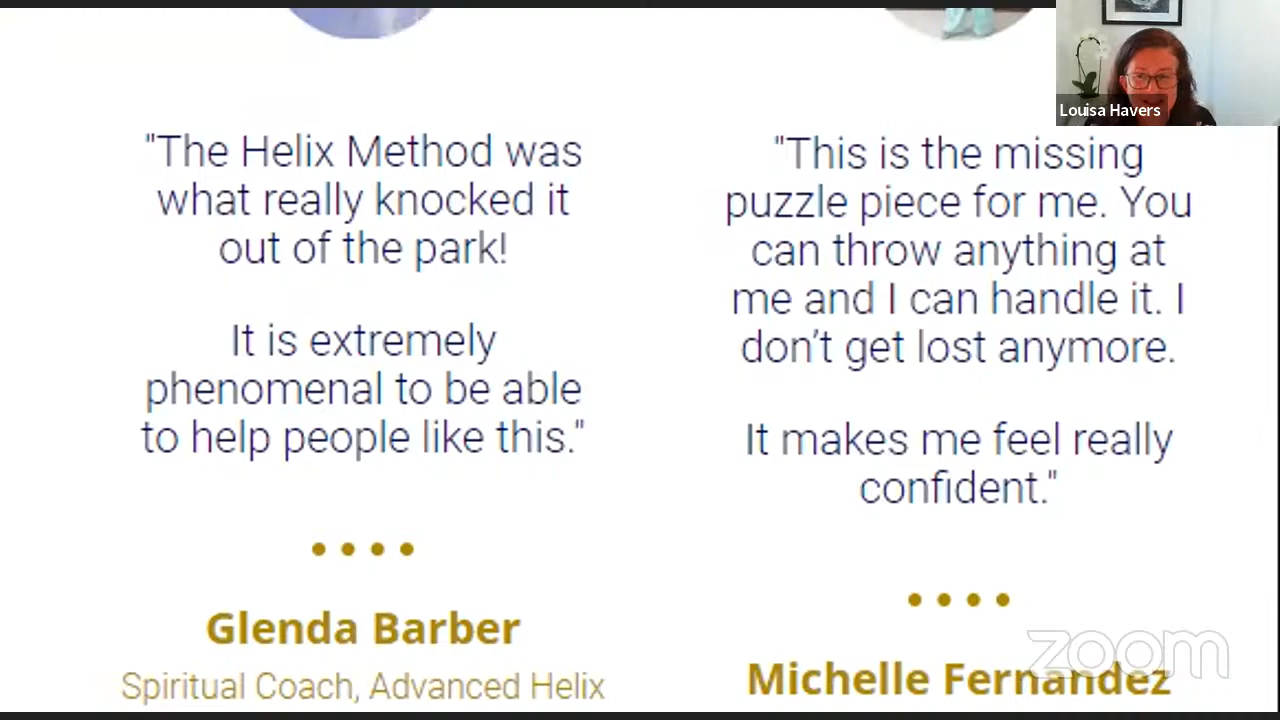 "The Helix Method was
what really knocked it
out of the park!
It is extremely
phenomenal to be able
to help people like this."
Glenda Barber
Spiritual Coach, Advanced Helix
"This is the missing
puzzle piece for me. You
can throw anything at
me and I can handle it. I
don't get lost anymore.
It makes me feel really
confident."
Michelle Fernandez
Louisa Havers
zoom